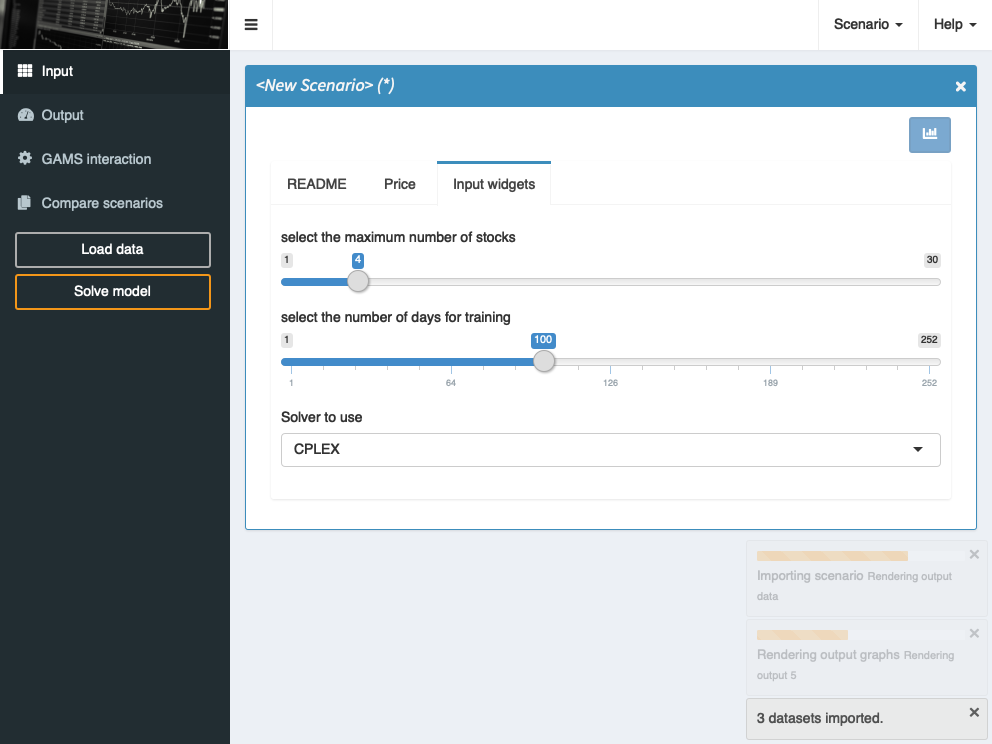 Scenario
Help
Input
Output
GAMS interaction
Compare scenarios
Load data
Solve model
<New Scenario> (*)
README Price Input widgets
select the maximum number of stocks
1 4 30
select the number of days for training
1 100 252
1 64 126 189 252
Solver to use
CPLEX
Importing scenario Rendering output
data
Rendering output graphs Rendering
output 5
3 datasets imported.